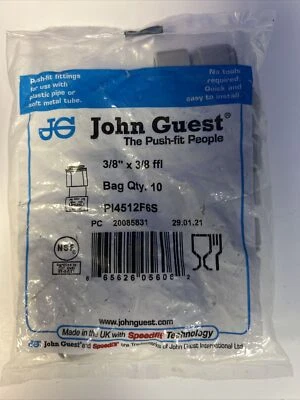 Push-fit fittings
for use with
plastic pipe or
soft metal tube.
No tools
required.
Quick and
easy to install
JG John Guest®
The Push-fit People
3/8" x 3/8 ffl
Bag Qty. 10
PI4512F6S
PC 20085831 29.01.21
NSF®
www.johnguest.com
Made in the UK with Speedfit Technology
JG John Guest® and Speedfit® are Trademarks of John Guest International Ltd